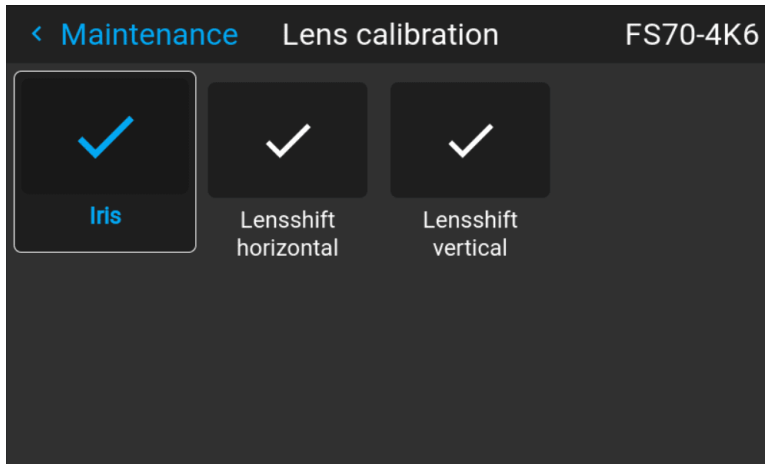 Maintenance Lens calibration FS70-4K6
Iris
Lensshift horizontal
Lensshift vertical